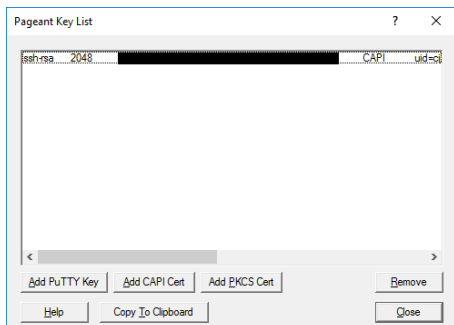 Pageant Key List ? ×
ssh-rsa 2048 CAPI uid=c
< >
Add PuTTY Key Add CAPI Cert Add PKCS Cert Remove
Help Copy To Clipboard Close